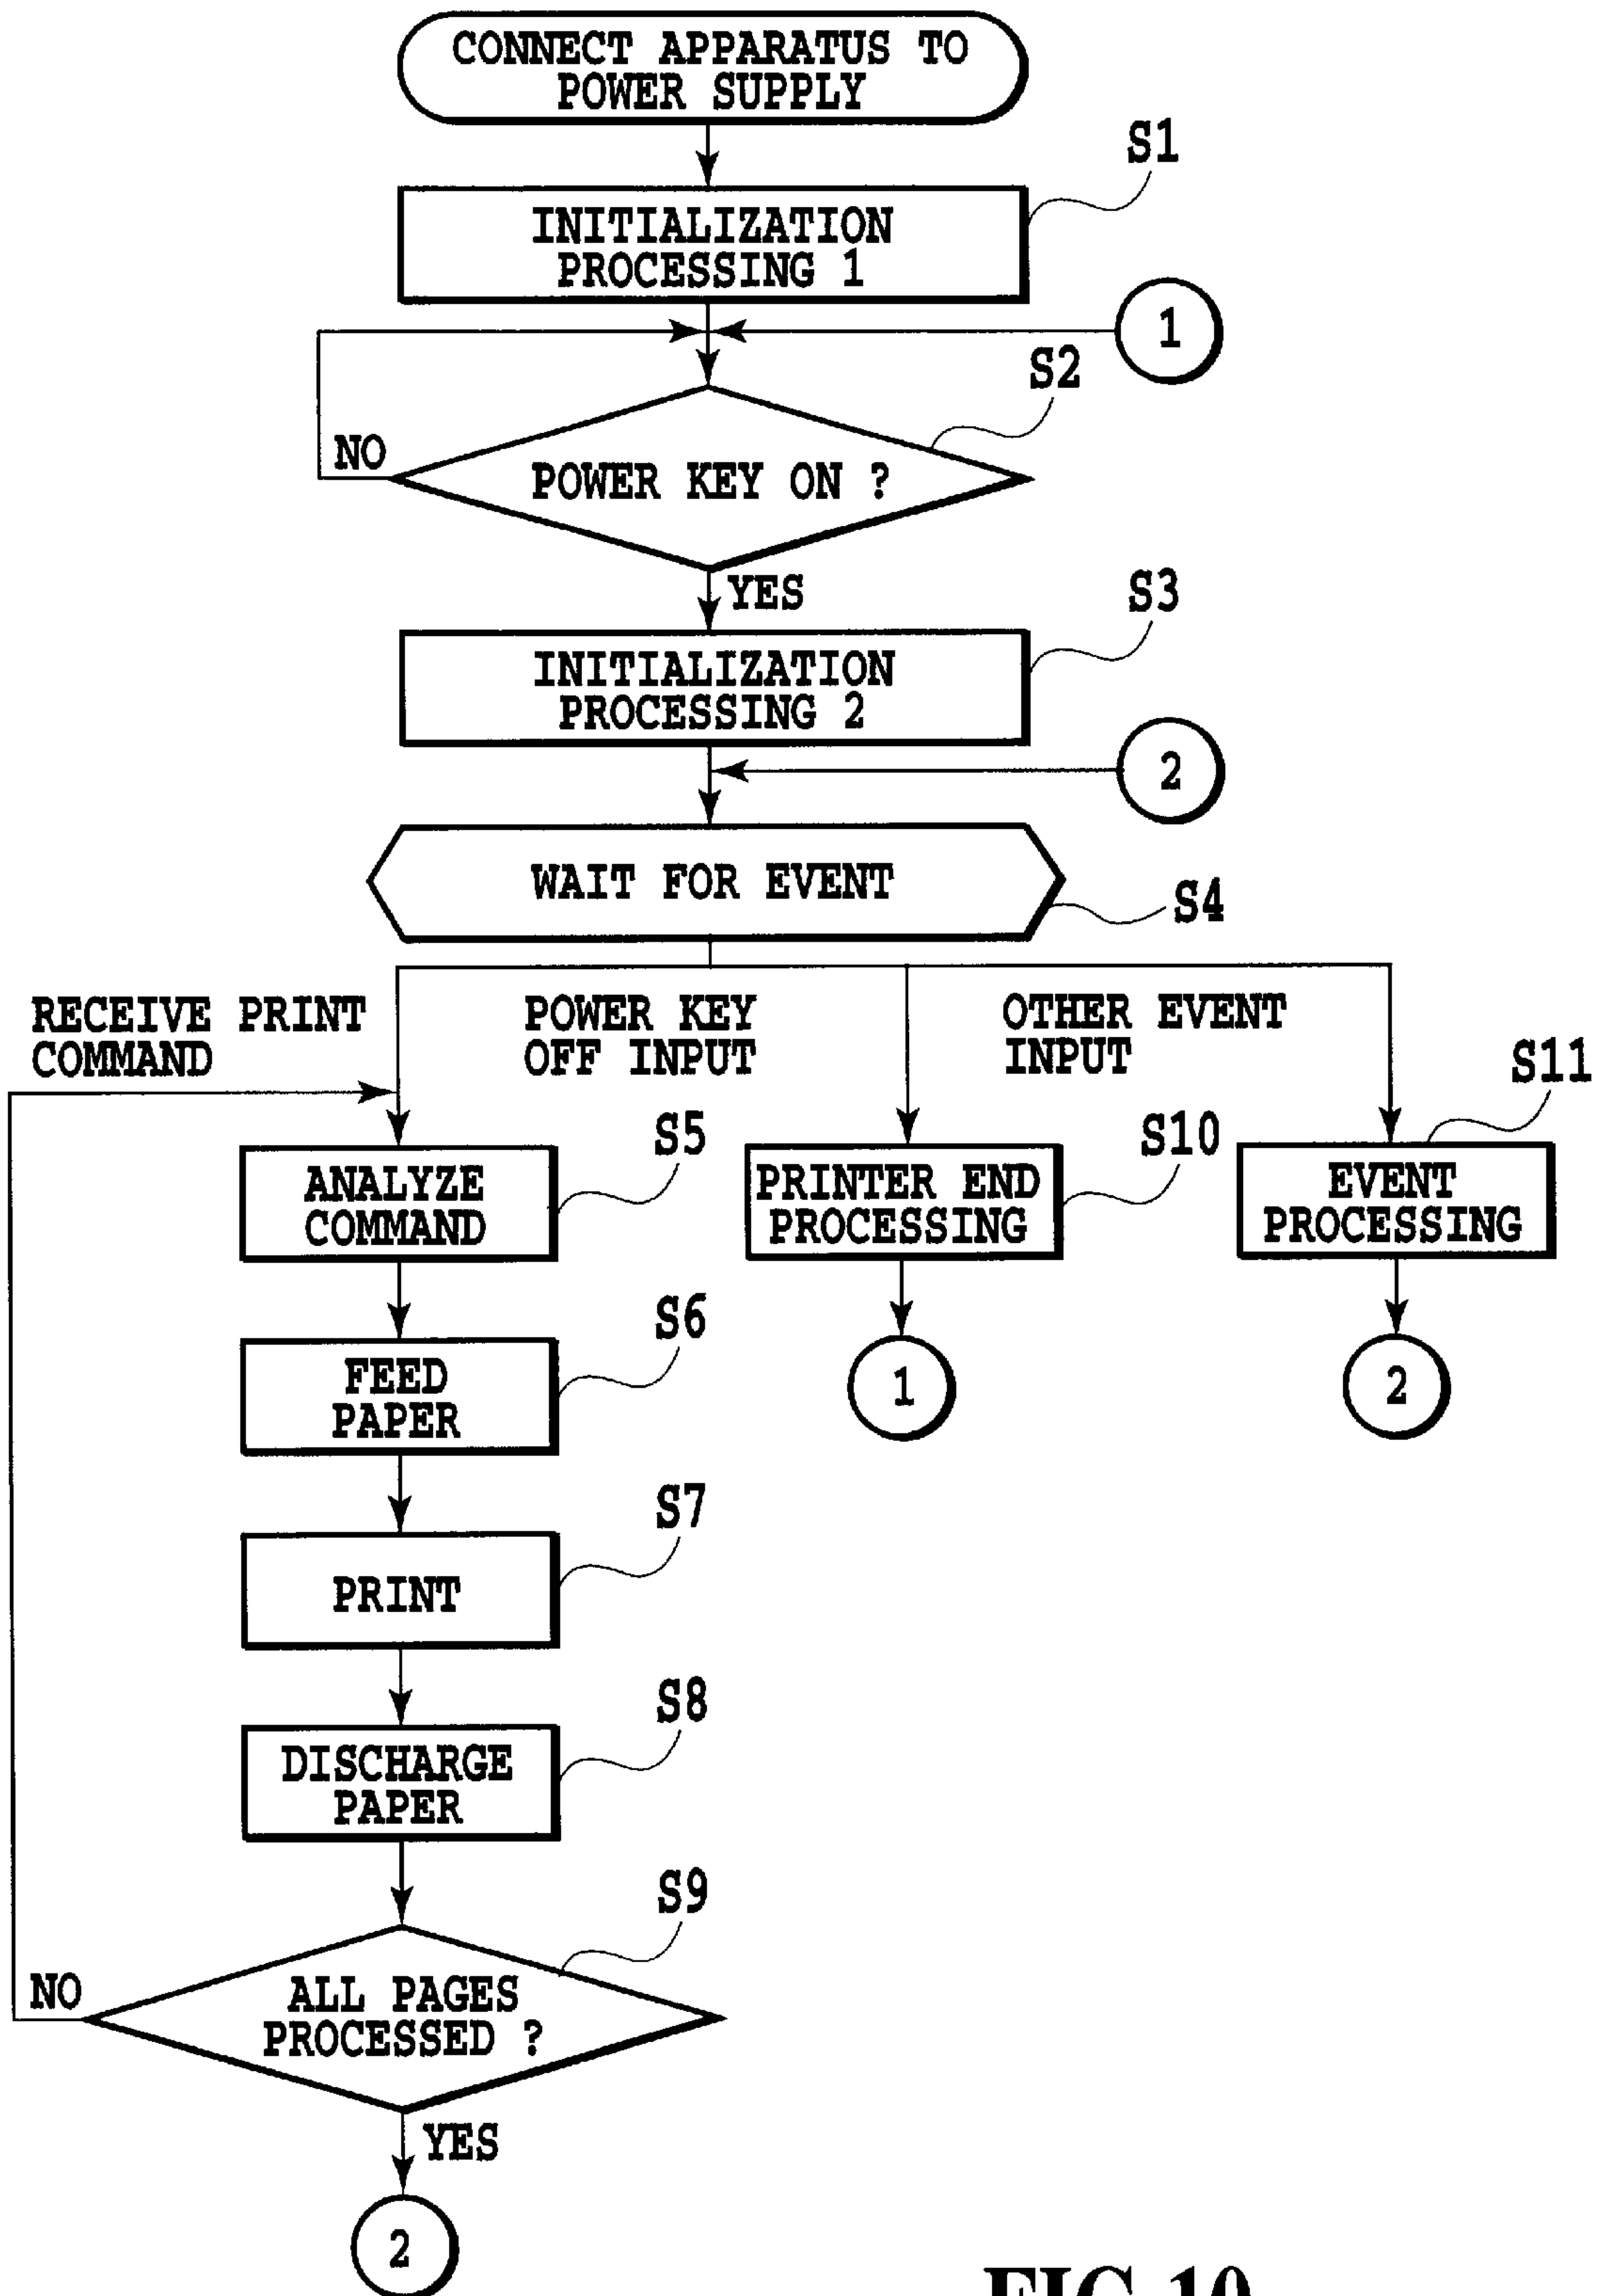 CONNECT APPARATUS TO
POWER SUPPLY
S1
INITIALIZATION
PROCESSING 1
1
S2
NO
POWER KEY ON ?
YES
S3
INITIALIZATION
PROCESSING 2
2
WAIT FOR EVENT
S4
RECEIVE PRINT
COMMAND
POWER KEY
OFF INPUT
OTHER EVENT
INPUT
S5
ANALYZE
COMMAND
S10
PRINTER END
PROCESSING
S11
EVENT
PROCESSING
S6
FEED
PAPER
1
2
S7
PRINT
S8
DISCHARGE
PAPER
S9
NO
ALL PAGES
PROCESSED ?
YES
2
FIG.10